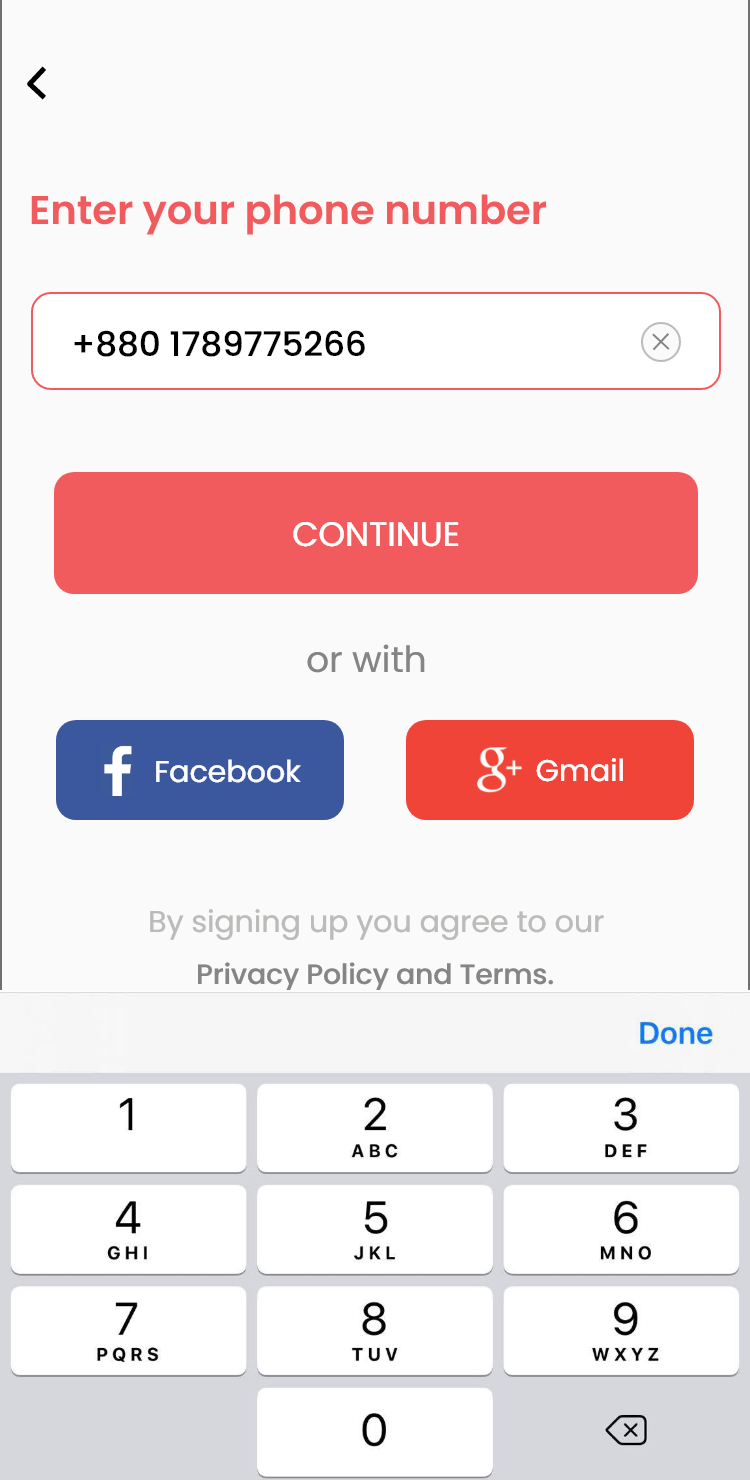 Enter your phone number
+880 1789775266
CONTINUE
or with
Facebook
g+ Gmail
By signing up you agree to our
Privacy Policy and Terms.
Done
1
2
ABC
3
DEF
4
GHI
5
JKL
6
MNO
7
PQRS
8
TUV
9
WXYZ
0